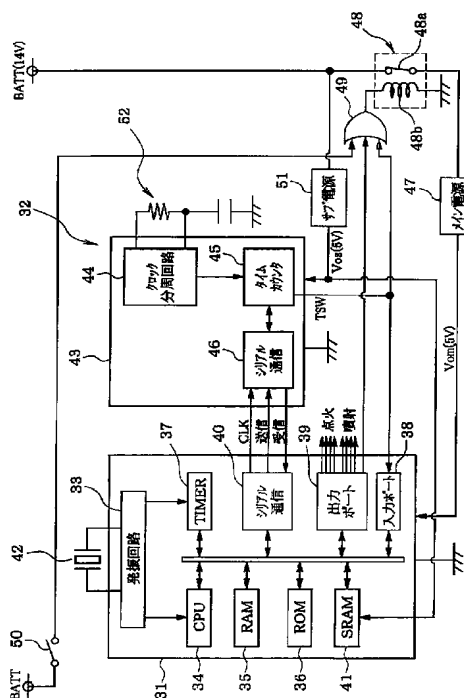 BATT(14V)
50
BATT
32
52
48
48a
49
48b
42
33
発振回路
43
44
クロック
分周回路
45
タイム
カウンタ
46
シリアル
通信
サブ電源
51
Vos(5V)
TSW
メイン電源
47
Vom(5V)
37
TIMER
40
シリアル
通信
CLK
送信
受信
39
出力
ポート
点火
噴射
38
入力ポート
31
34
CPU
35
RAM
36
ROM
41
SRAM